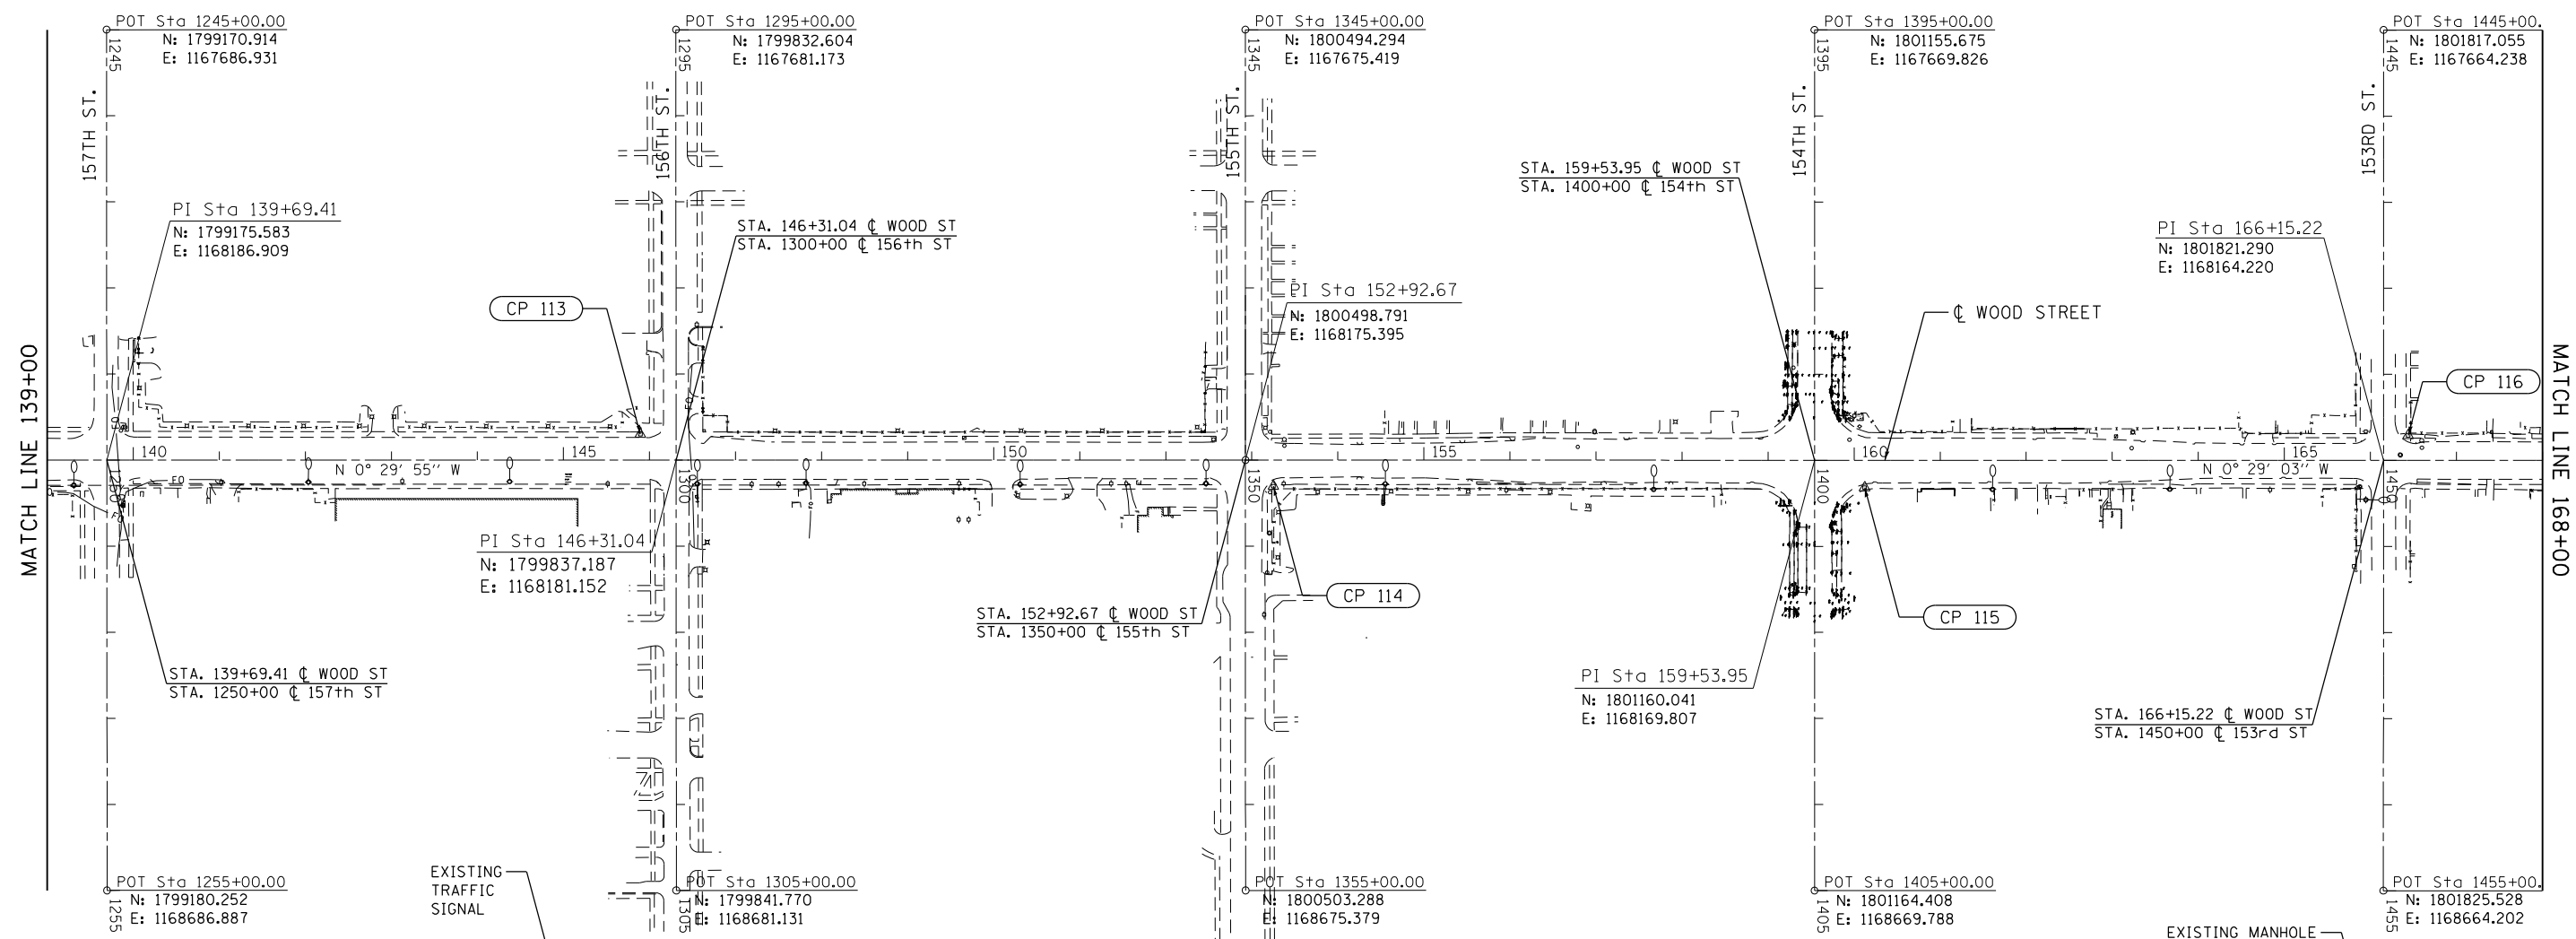 POT Sta 1245+00.00
N: 1799170.914
E: 1167686.931
1245
157TH ST.
POT Sta 1295+00.00
N: 1799832.604
E: 1167681.173
1295
156TH ST.
POT Sta 1345+00.00
N: 1800494.294
E: 1167675.419
1345
155TH ST.
POT Sta 1395+00.00
N: 1801155.675
E: 1167669.826
1395
154TH ST.
POT Sta 1445+00.
N: 1801817.055
E: 1167664.238
1445
153RD ST.
PI Sta 139+69.41
N: 1799175.583
E: 1168186.909
STA. 146+31.04 ℄ WOOD ST
STA. 1300+00 ℄ 156th ST
CP 113
PI Sta 152+92.67
N: 1800498.791
E: 1168175.395
STA. 159+53.95 ℄ WOOD ST
STA. 1400+00 ℄ 154th ST
℄ WOOD STREET
PI Sta 166+15.22
N: 1801821.290
E: 1168164.220
CP 116
MATCH LINE 139+00
MATCH LINE 168+00
140
145
150
155
160
165
N 0° 29' 55'' W
N 0° 29' 03'' W
FO
1250
1300
1350
1400
1450
PI Sta 146+31.04
N: 1799837.187
E: 1168181.152
STA. 152+92.67 ℄ WOOD ST
STA. 1350+00 ℄ 155th ST
CP 114
CP 115
STA. 139+69.41 ℄ WOOD ST
STA. 1250+00 ℄ 157th ST
PI Sta 159+53.95
N: 1801160.041
E: 1168169.807
STA. 166+15.22 ℄ WOOD ST
STA. 1450+00 ℄ 153rd ST
POT Sta 1255+00.00
N: 1799180.252
E: 1168686.887
1255
EXISTING
TRAFFIC
SIGNAL
POT Sta 1305+00.00
N: 1799841.770
E: 1168681.131
1305
POT Sta 1355+00.00
N: 1800503.288
E: 1168675.379
POT Sta 1405+00.00
N: 1801164.408
E: 1168669.788
1405
POT Sta 1455+00.
N: 1801825.528
E: 1168664.202
1455
EXISTING MANHOLE